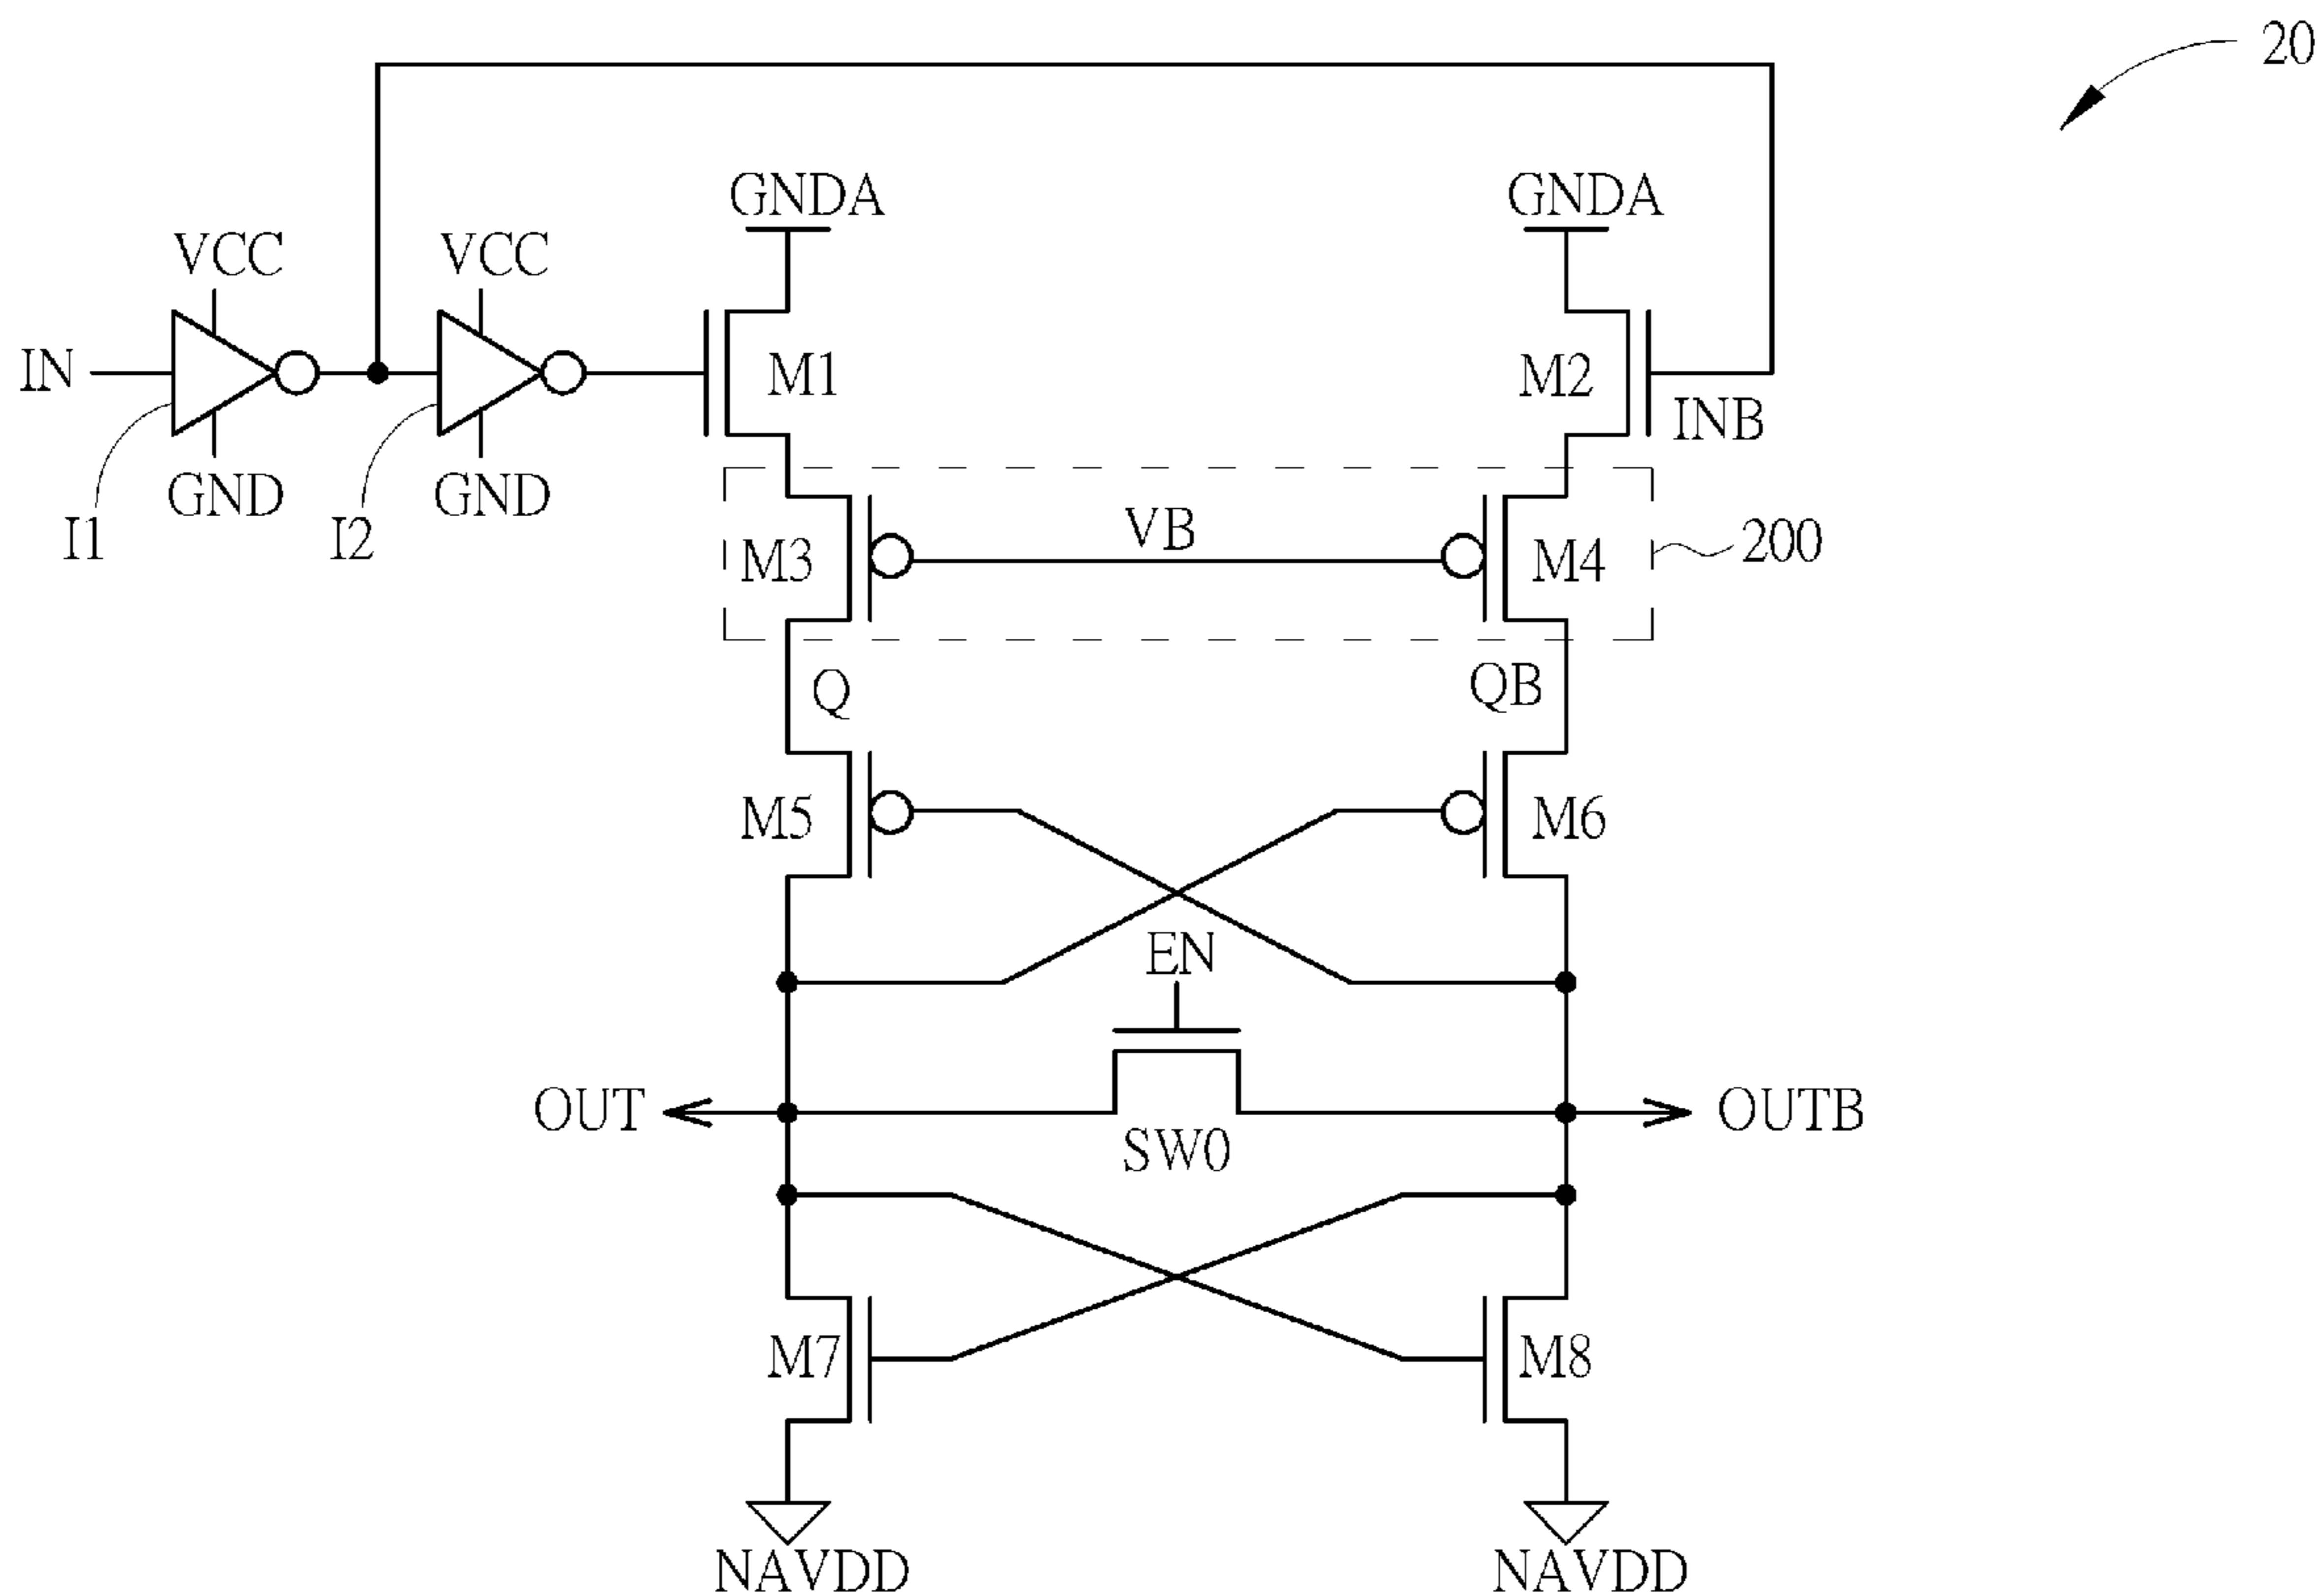 20
GNDA GNDA
VCC VCC
IN M1 M2
INB
GND GND
I1 I2 VB
M3 M4 200
Q QB
M5 M6
EN
OUT OUTB
SW0
M7 M8
NAVDD NAVDD